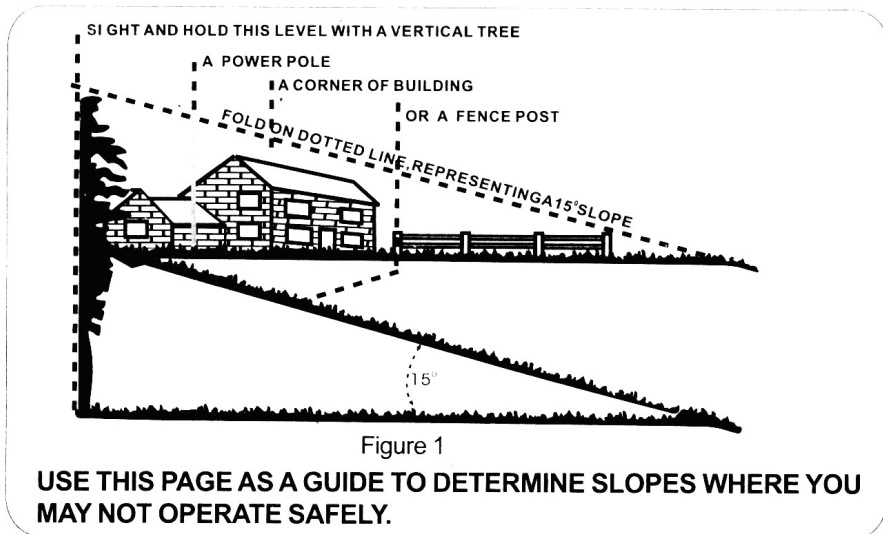 SIGHT AND HOLD THIS LEVEL WITH A VERTICAL TREE
A POWER POLE
A CORNER OF BUILDING
OR A FENCE POST
FOLD ON DOTTED LINE, REPRESENTING A 15° SLOPE
15°
Figure 1
USE THIS PAGE AS A GUIDE TO DETERMINE SLOPES WHERE YOU
MAY NOT OPERATE SAFELY.